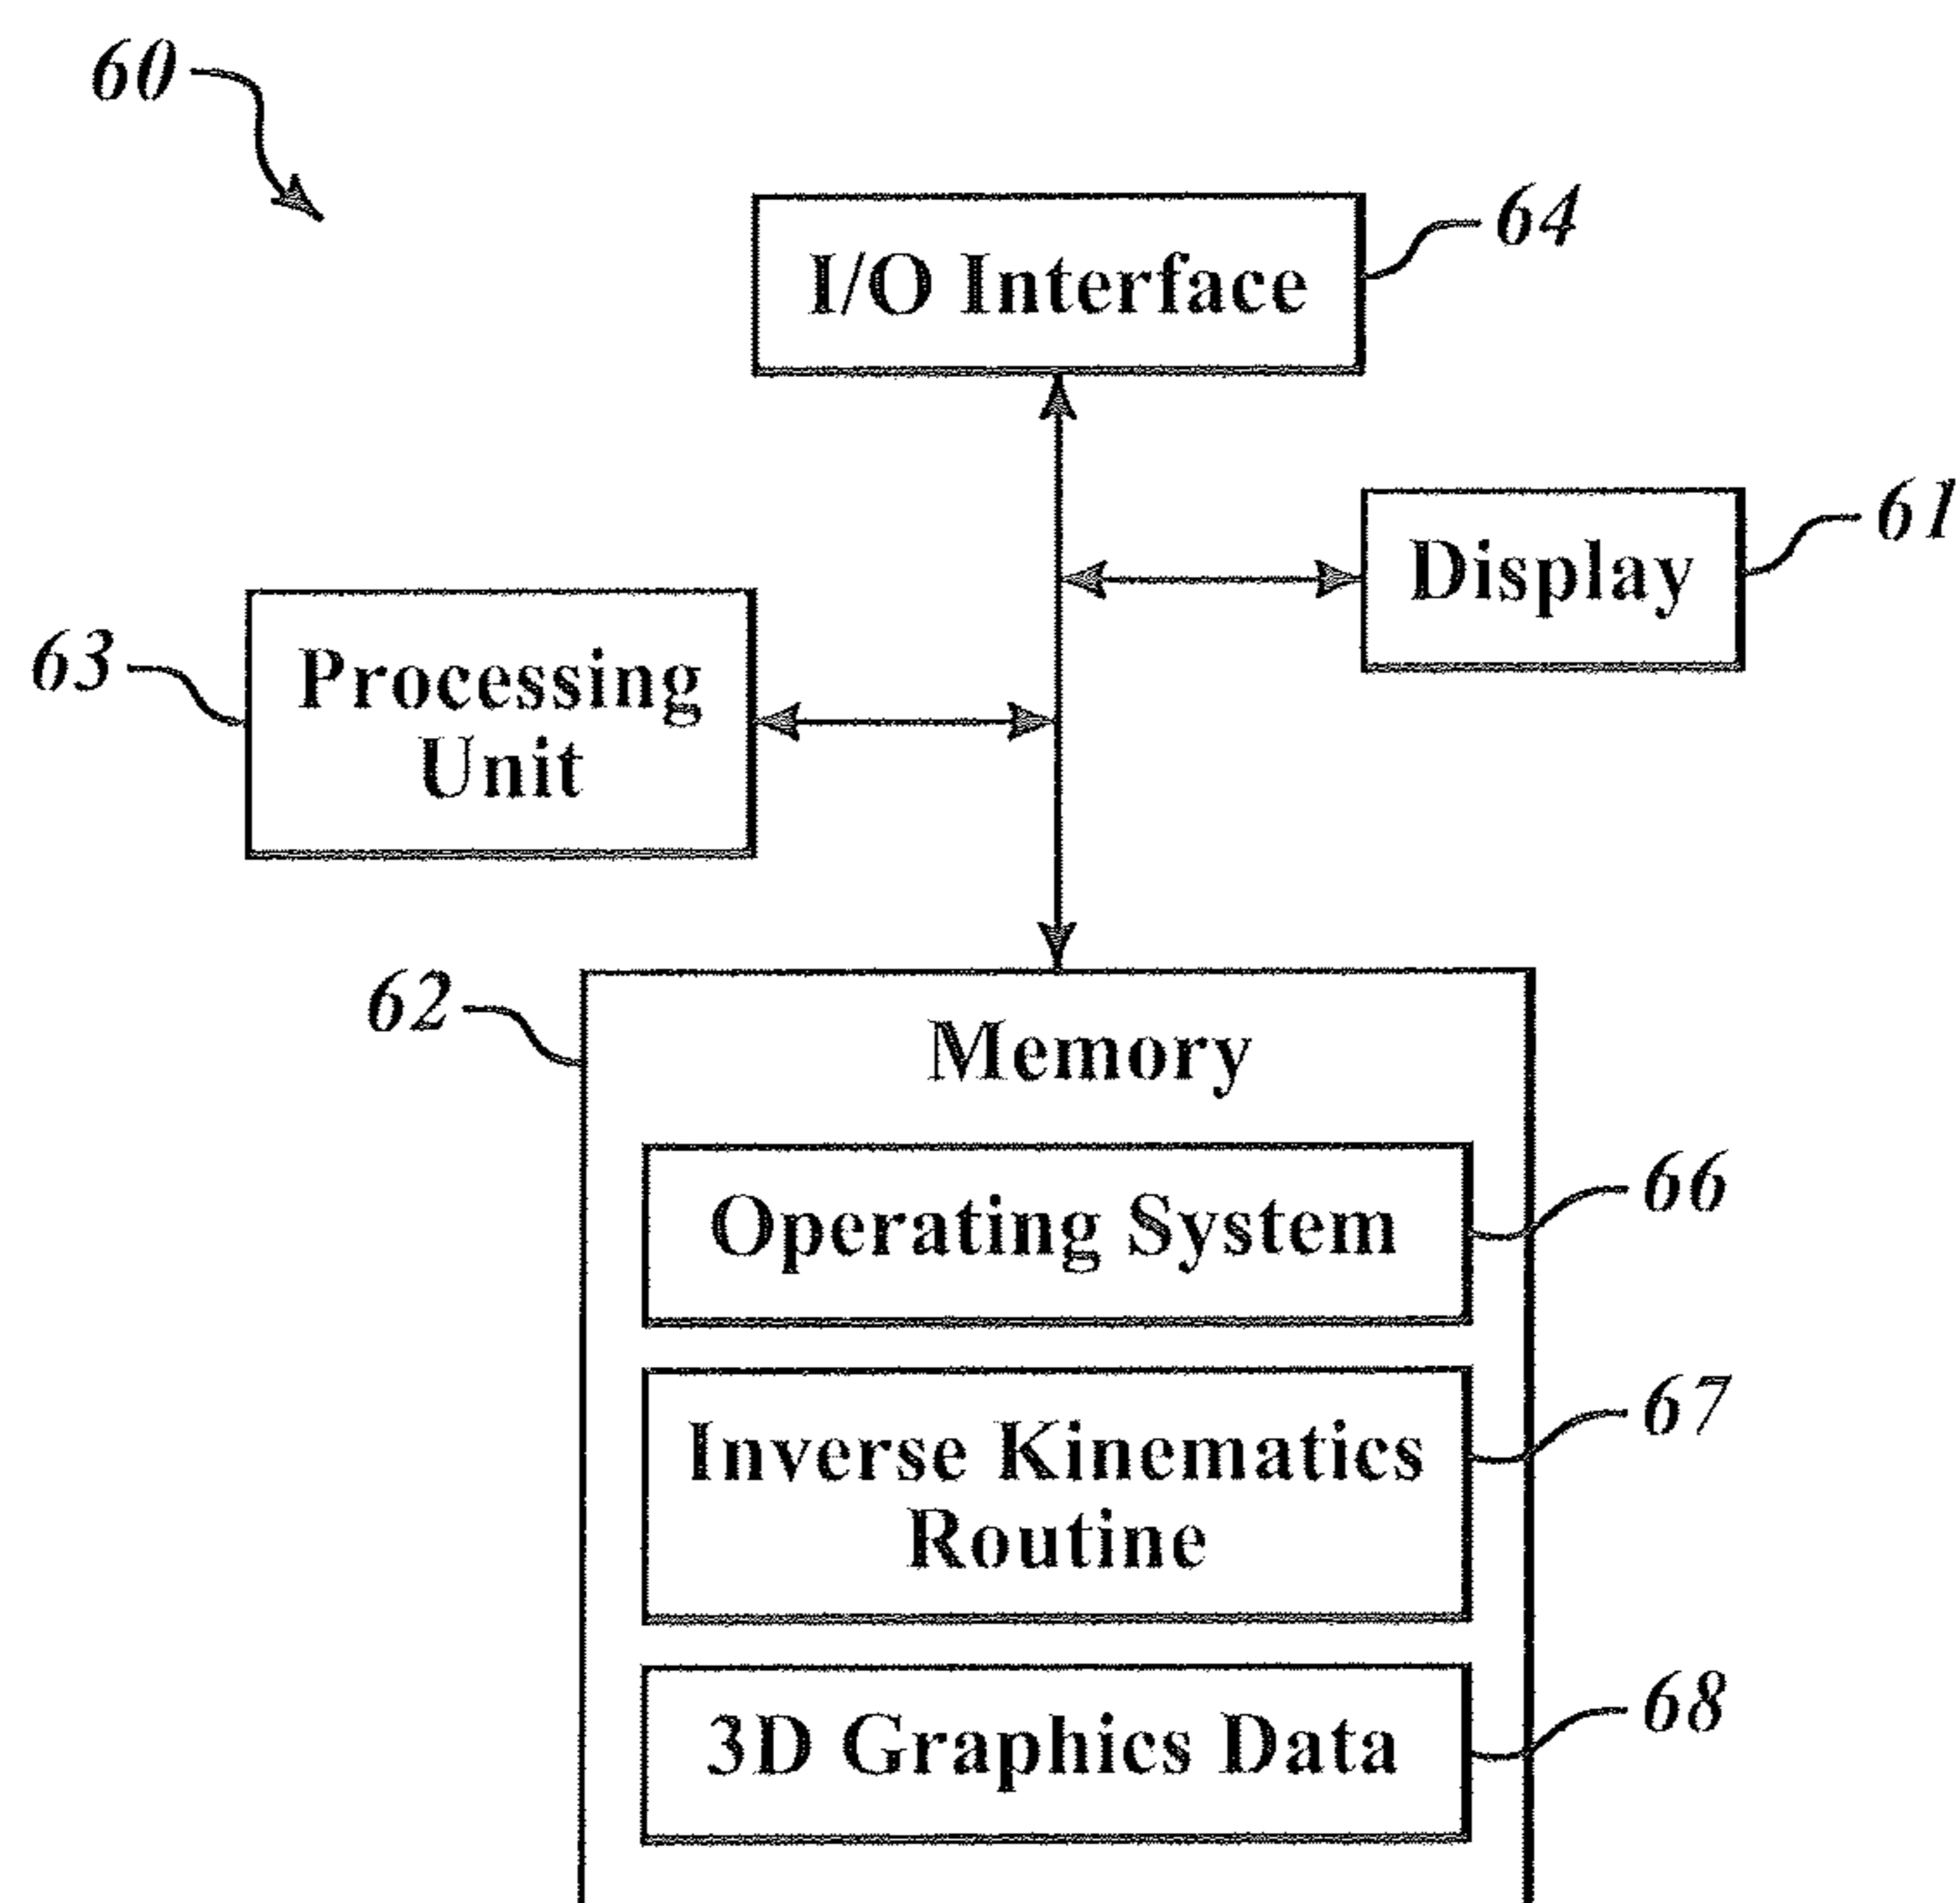 60
I/O Interface
64
Display
61
63
Processing
Unit
62
Memory
Operating System
66
Inverse Kinematics
Routine
67
3D Graphics Data
68